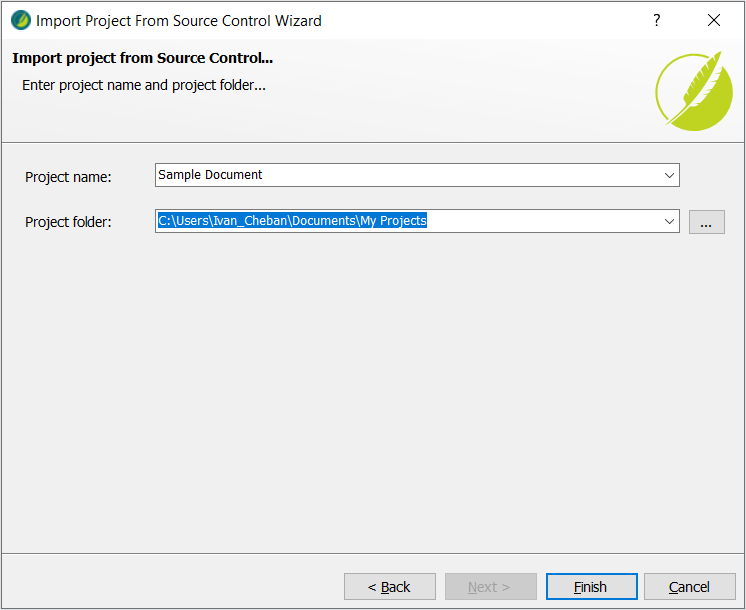 Import Project From Source Control Wizard
?
Import project from Source Control...
Enter project name and project folder...
Project name:
Sample Document
Project folder:
C:\Users\Ivan_Cheban\Documents\My Projects
...
< Back
Next >
Finish
Cancel